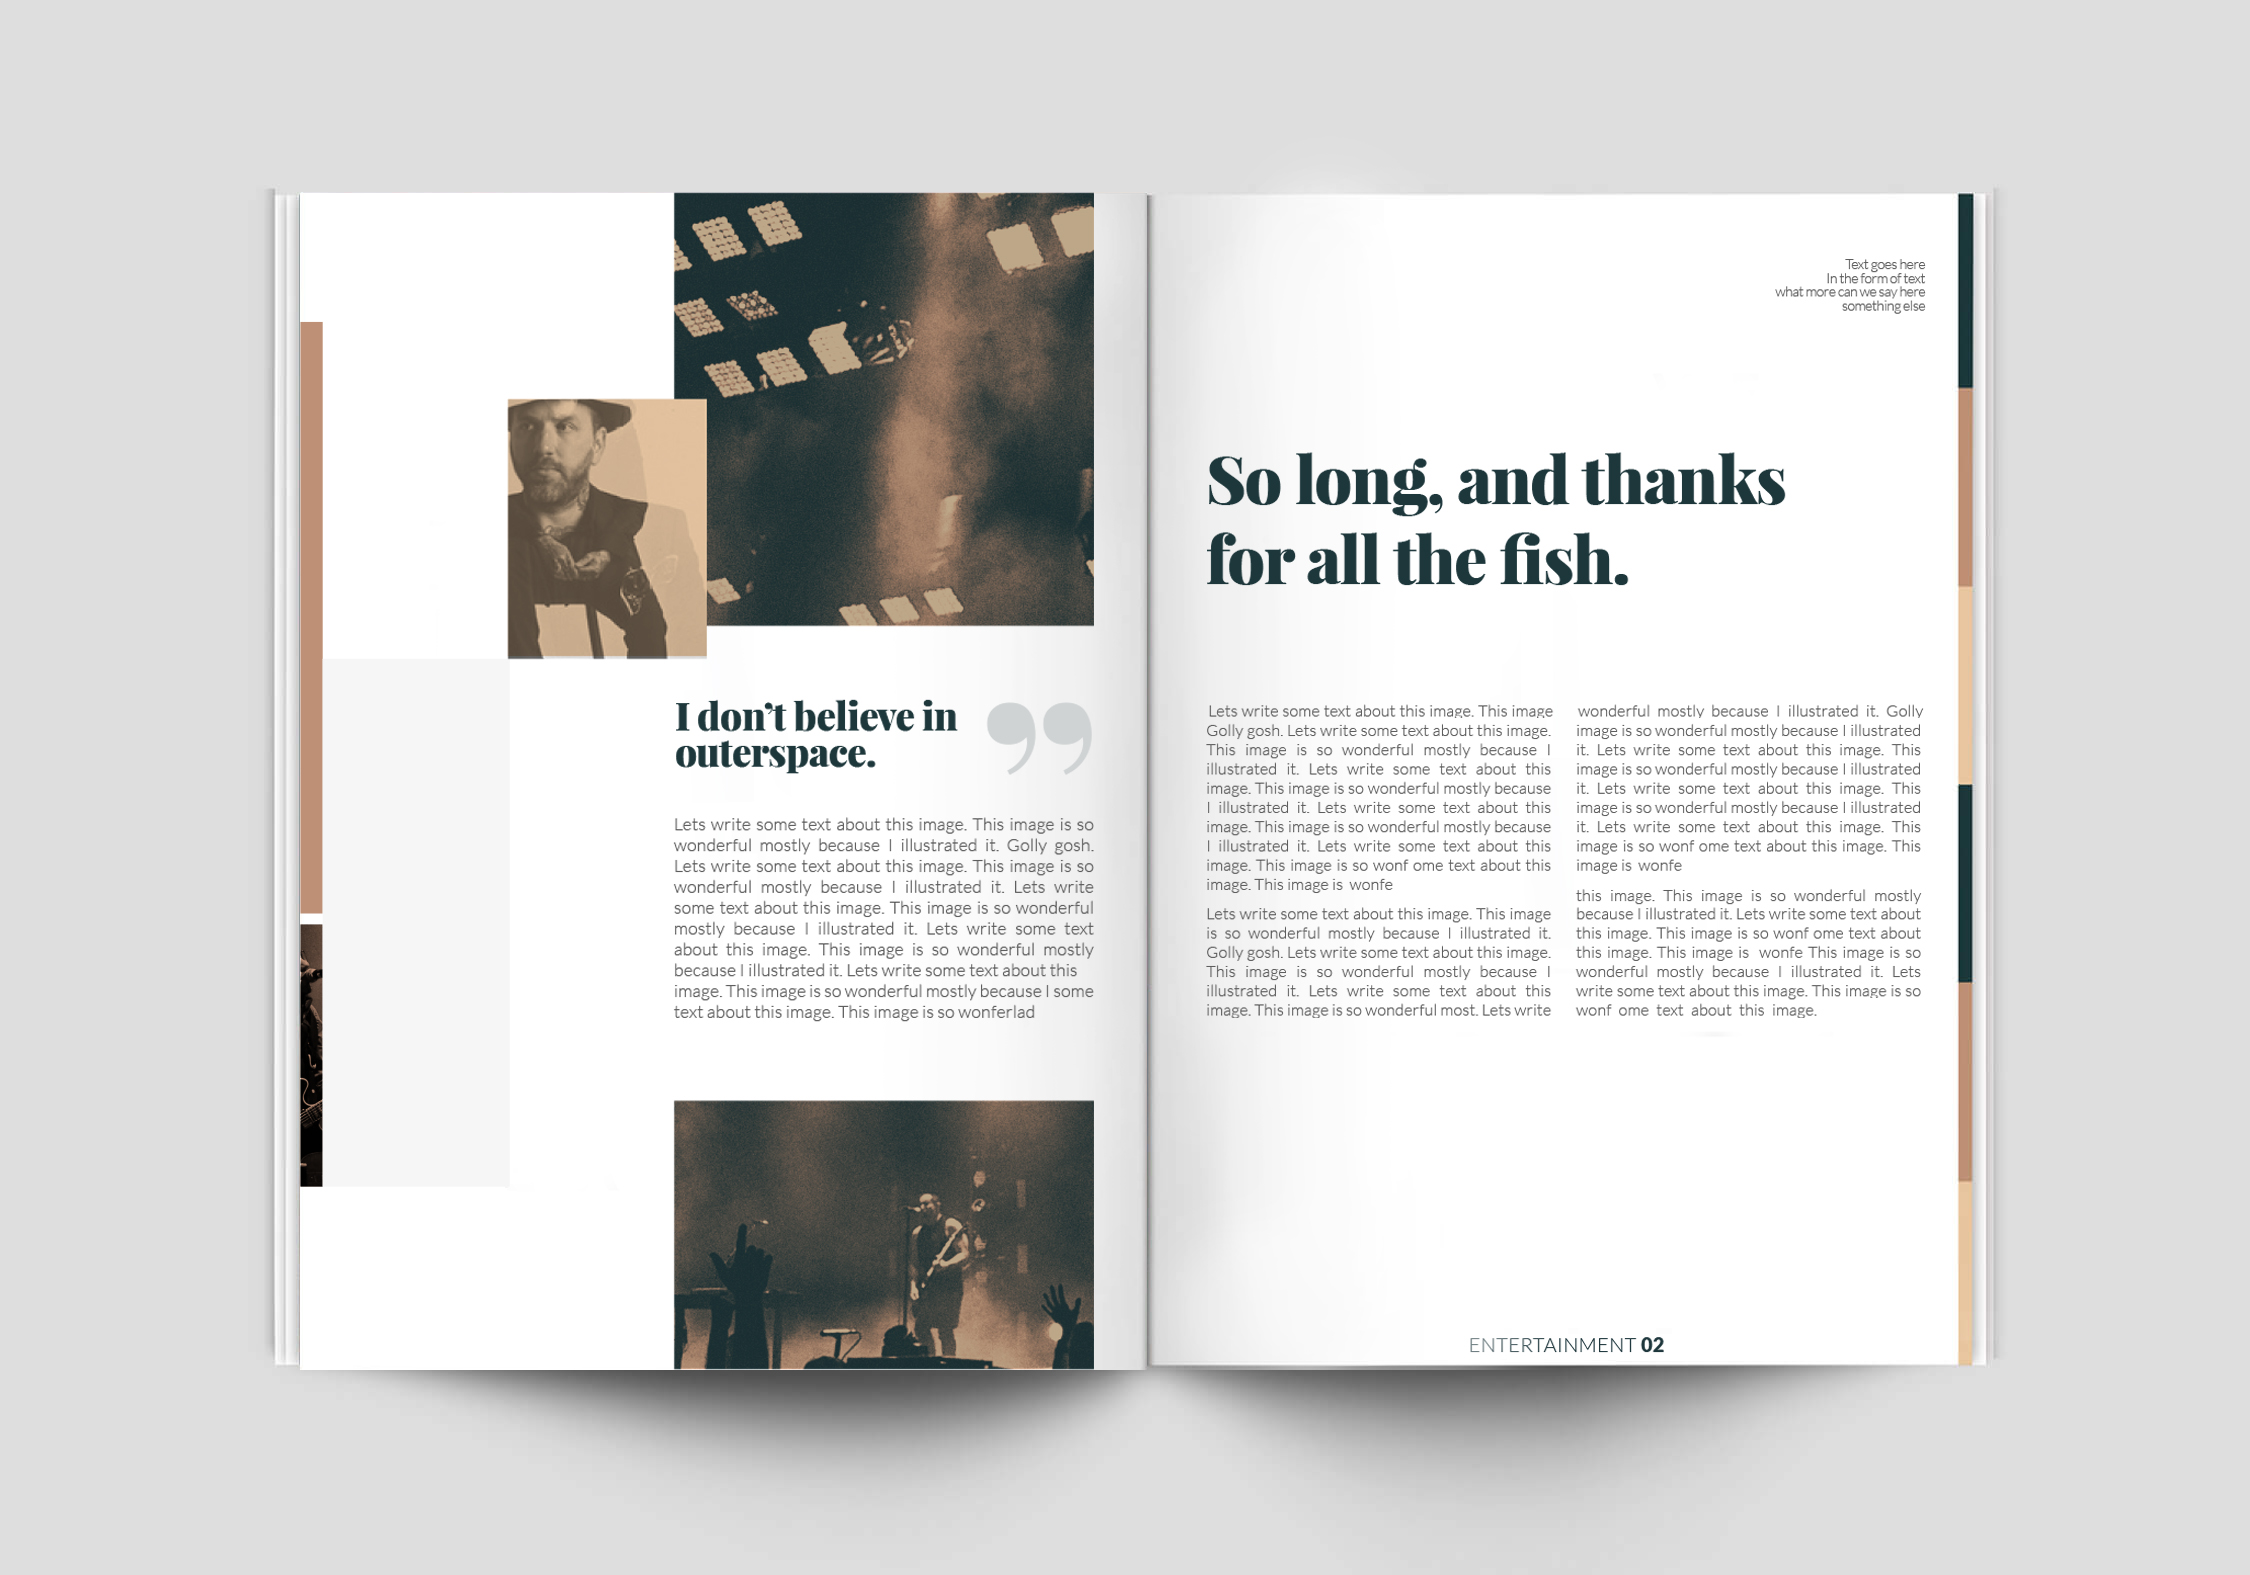 I don't believe in
outerspace.
”
Lets write some text about this image. This image is so
wonderful mostly because I illustrated it. Golly gosh.
Lets write some text about this image. This image is so
wonderful mostly because I illustrated it. Lets write
some text about this image. This image is so wonderful
mostly because I illustrated it. Lets write some text
about this image. This image is so wonderful mostly
because I illustrated it. Lets write some text about this
image. This image is so wonderful mostly because I some
text about this image. This image is so wonferlad
Text goes here
In the form of text
what more can we say here
something else
So long, and thanks
for all the fish.
Lets write some text about this image. This image
Golly gosh. Lets write some text about this image.
This image is so wonderful mostly because I
illustrated it. Lets write some text about this
image. This image is so wonderful mostly because
I illustrated it. Lets write some text about this
image. This image is so wonderful mostly because
I illustrated it. Lets write some text about this
image. This image is so wonf ome text about this
image. This image is wonfe
Lets write some text about this image. This image
is so wonderful mostly because I illustrated it.
Golly gosh. Lets write some text about this image.
This image is so wonderful mostly because I
illustrated it. Lets write some text about this
image. This image is so wonderful most. Lets write
wonderful mostly because I illustrated it. Golly
image is so wonderful mostly because I illustrated
it. Lets write some text about this image. This
image is so wonderful mostly because I illustrated
it. Lets write some text about this image. This
image is so wonderful mostly because I illustrated
it. Lets write some text about this image. This
image is so wonf ome text about this image. This
image is wonfe
this image. This image is so wonderful mostly
because I illustrated it. Lets write some text about
this image. This image is so wonf ome text about
this image. This image is wonfe This image is so
wonderful mostly because I illustrated it. Lets
write some text about this image. This image is so
wonf ome text about this image.
ENTERTAINMENT 02